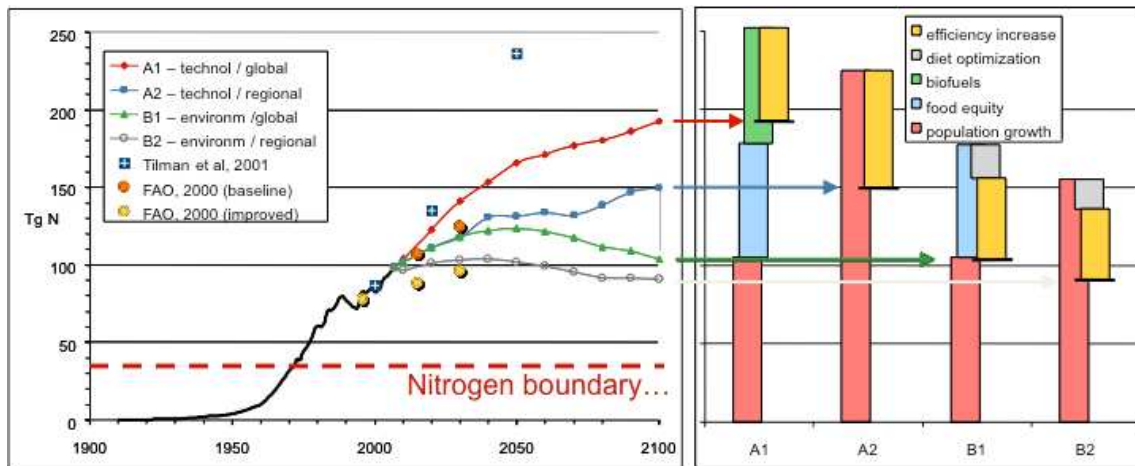 250
200
150
Tg N
100
50
0
1900
1950
2000
2050
2100
A1 – technol / global
A2 – technol / regional
B1 – environm /global
B2 – environm / regional
Tilman et al, 2001
FAO, 2000 (baseline)
FAO, 2000 (improved)
Nitrogen boundary…
efficiency increase
diet optimization
biofuels
food equity
population growth
A1
A2
B1
B2